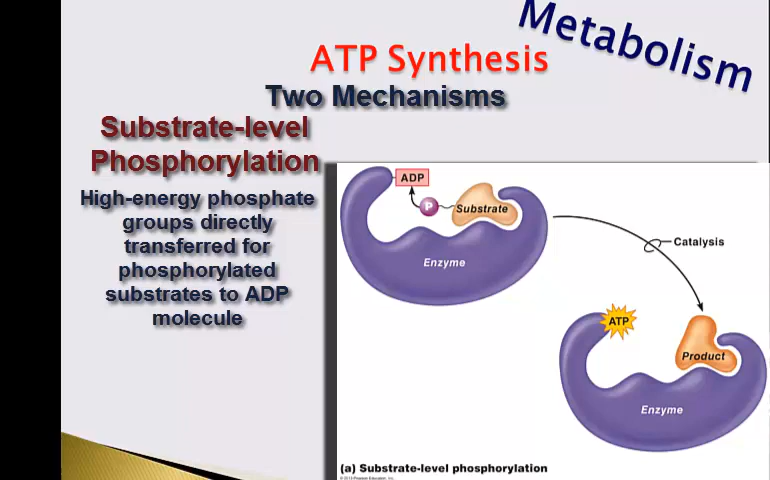 Metabolism
ATP Synthesis
Two Mechanisms
Substrate-level
Phosphorylation
High-energy phosphate
groups directly
transferred for
phosphorylated
substrates to ADP
molecule
ADP
P
Substrate
Enzyme
Catalysis
ATP
Product
Enzyme
(a) Substrate-level phosphorylation